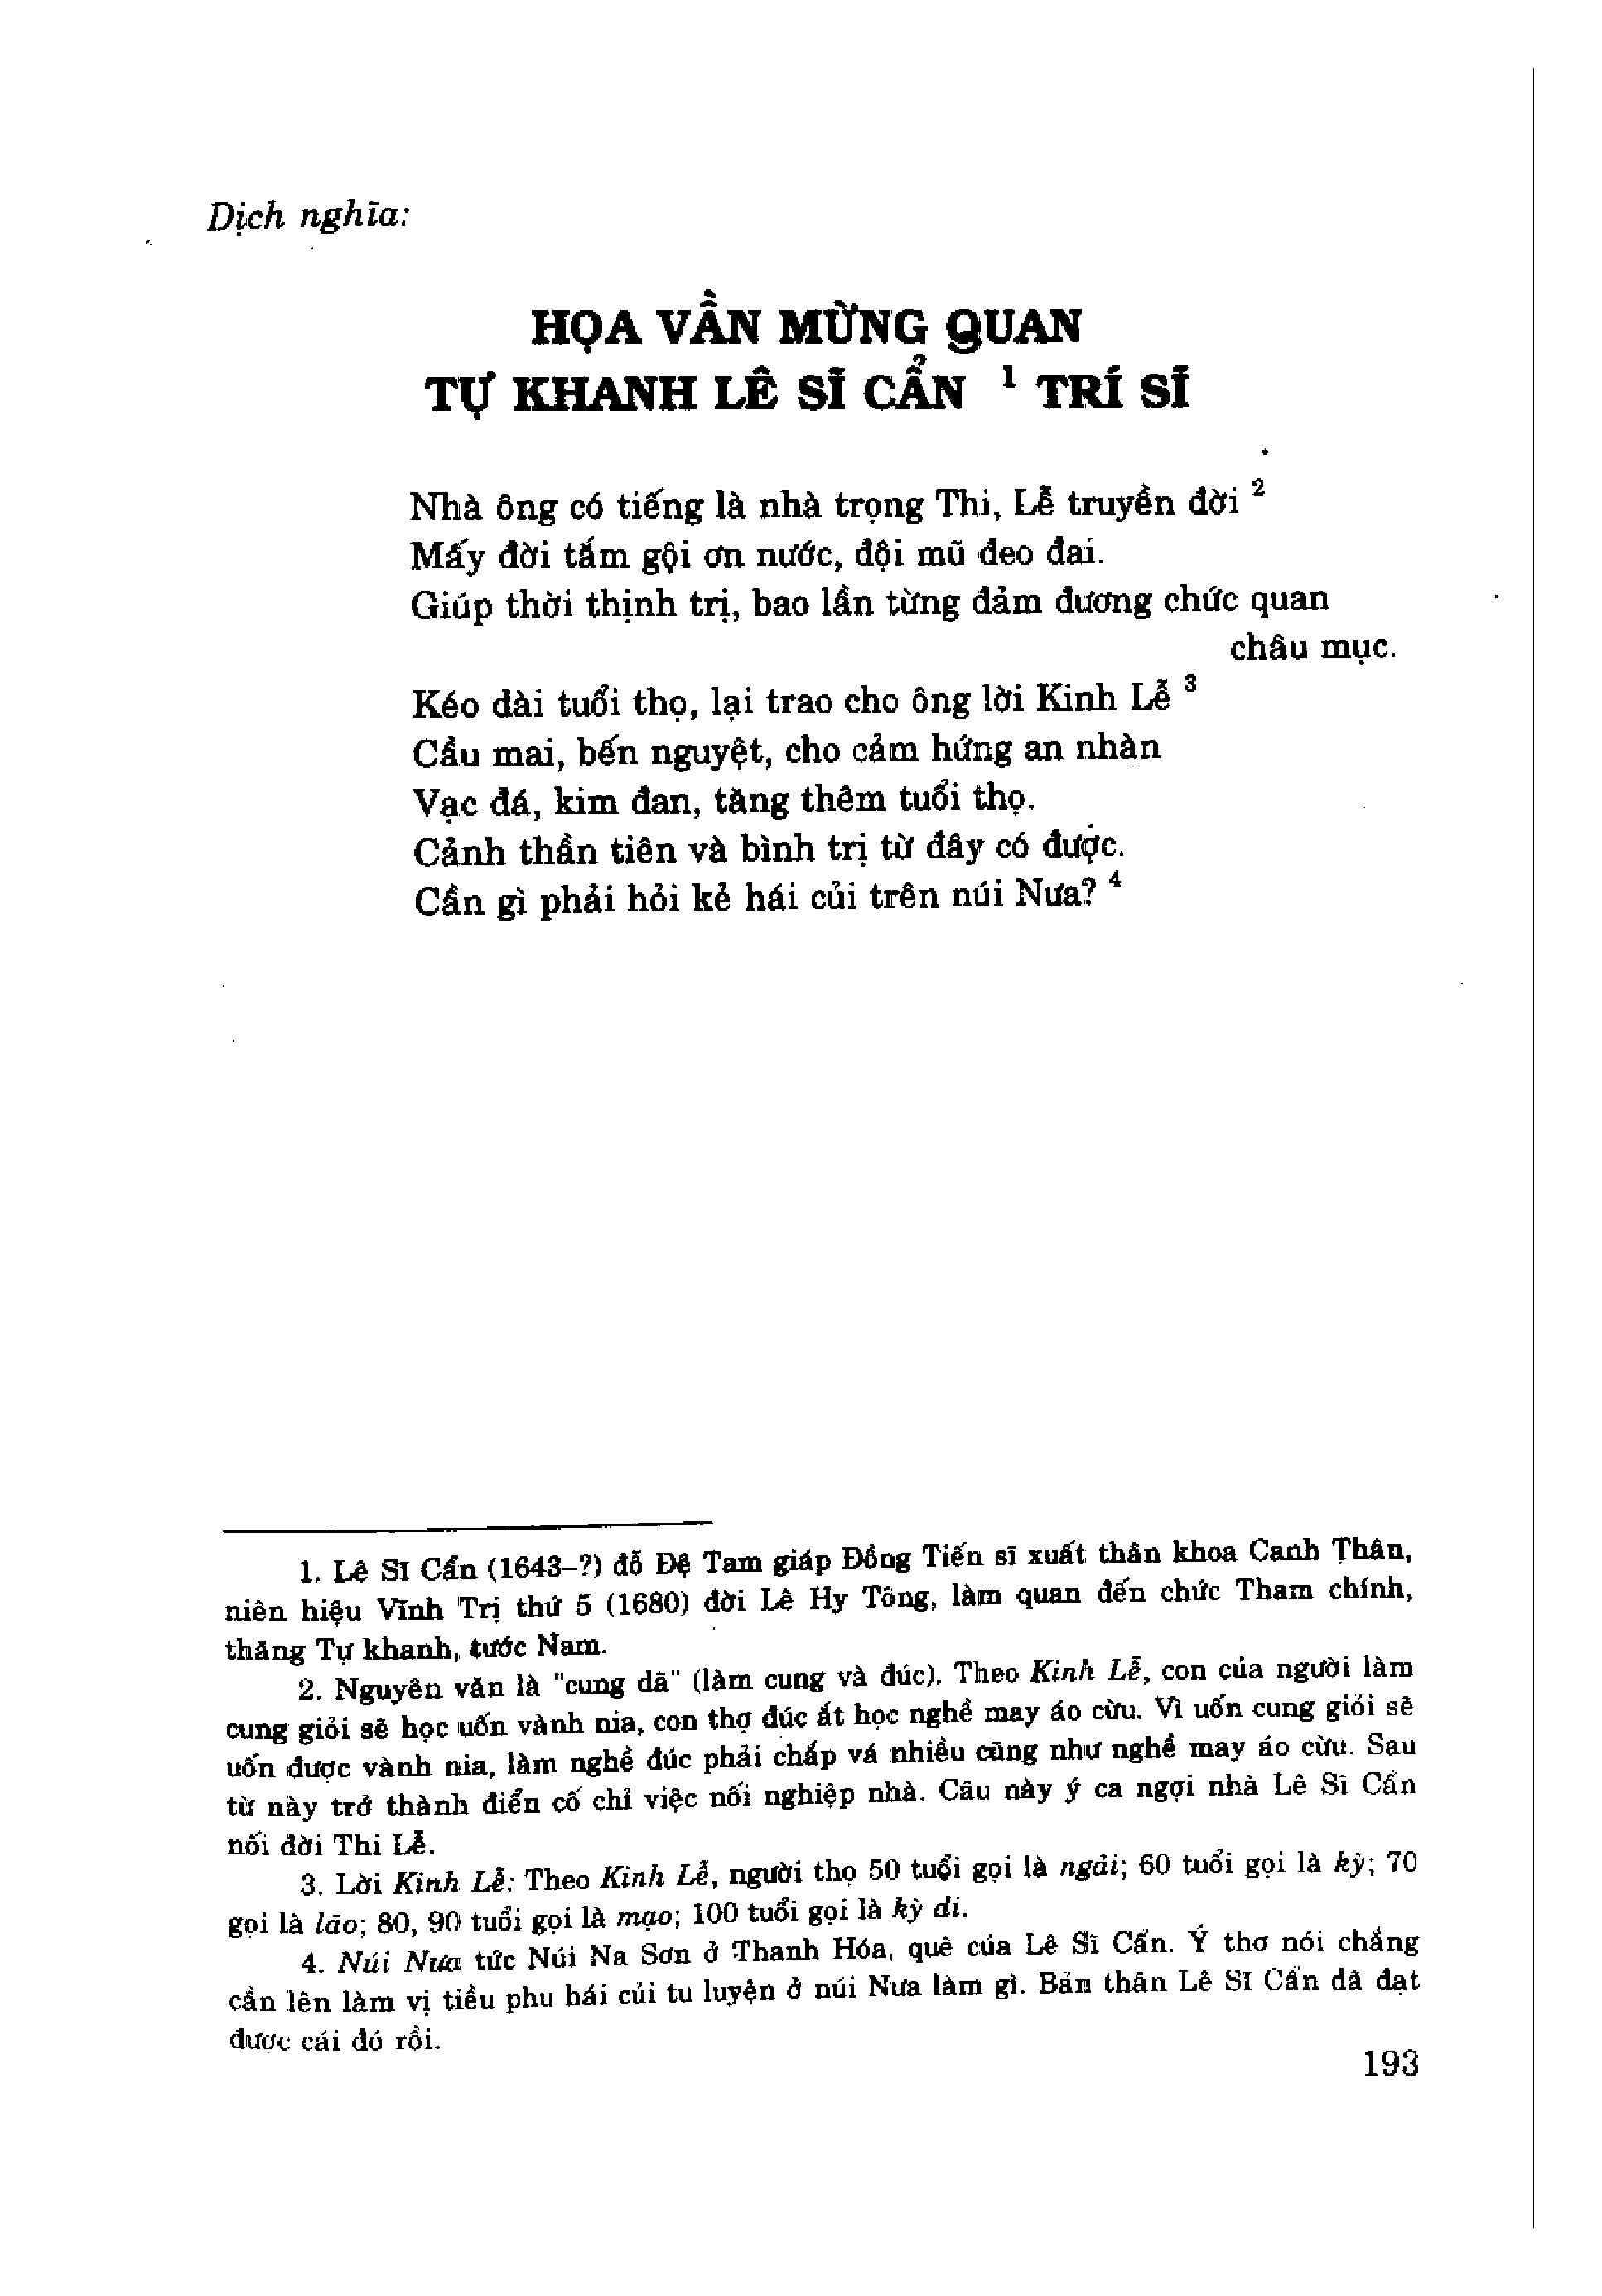 Dịch nghĩa:
HỌA VẦN MỪNG QUAN
TỰ KHANH LÊ SĨ CẨN ¹ TRÍ SĨ
Nhà ông có tiếng là nhà trọng Thi, Lễ truyền đời ²
Mấy đời tắm gội ơn nước, đội mũ đeo đai.
Giúp thời thịnh trị, bao lần từng đảm đương chức quan
châu mục.
Kéo dài tuổi thọ, lại trao cho ông lời Kinh Lễ ³
Cầu mai, bến nguyệt, cho cảm hứng an nhàn
Vạc đá, kim đan, tăng thêm tuổi thọ.
Cảnh thần tiên và bình trị từ đây có được.
Cần gì phải hỏi kẻ hái củi trên núi Nưa? ⁴
1. Lê Sĩ Cẩn (1643–?) đỗ Đệ Tam giáp Đồng Tiến sĩ xuất thân khoa Canh Thân,
niên hiệu Vĩnh Trị thứ 5 (1680) đời Lê Hy Tông, làm quan đến chức Tham chính,
thăng Tự khanh, tước Nam.
2. Nguyên văn là "cung dã" (làm cung và đúc). Theo Kinh Lễ, con của người làm
cung giỏi sẽ học uốn vành nia, con thợ đúc ắt học nghề may áo cừu. Vì uốn cung giỏi sẽ
uốn được vành nia, làm nghề đúc phải chắp vá nhiều cũng như nghề may áo cừu. Sau
từ này trở thành điển cố chỉ việc nối nghiệp nhà. Câu này ý ca ngợi nhà Lê Sĩ Cẩn
nối đời Thi Lễ.
3. Lời Kinh Lễ: Theo Kinh Lễ, người thọ 50 tuổi gọi là ngải; 60 tuổi gọi là kỳ; 70
gọi là lão; 80, 90 tuổi gọi là mạo; 100 tuổi gọi là kỳ di.
4. Núi Nưa tức Núi Na Sơn ở Thanh Hóa, quê của Lê Sĩ Cẩn. Ý thơ nói chẳng
cần lên làm vị tiều phu hái củi tu luyện ở núi Nưa làm gì. Bản thân Lê Sĩ Cẩn đã đạt
được cái đó rồi.
193